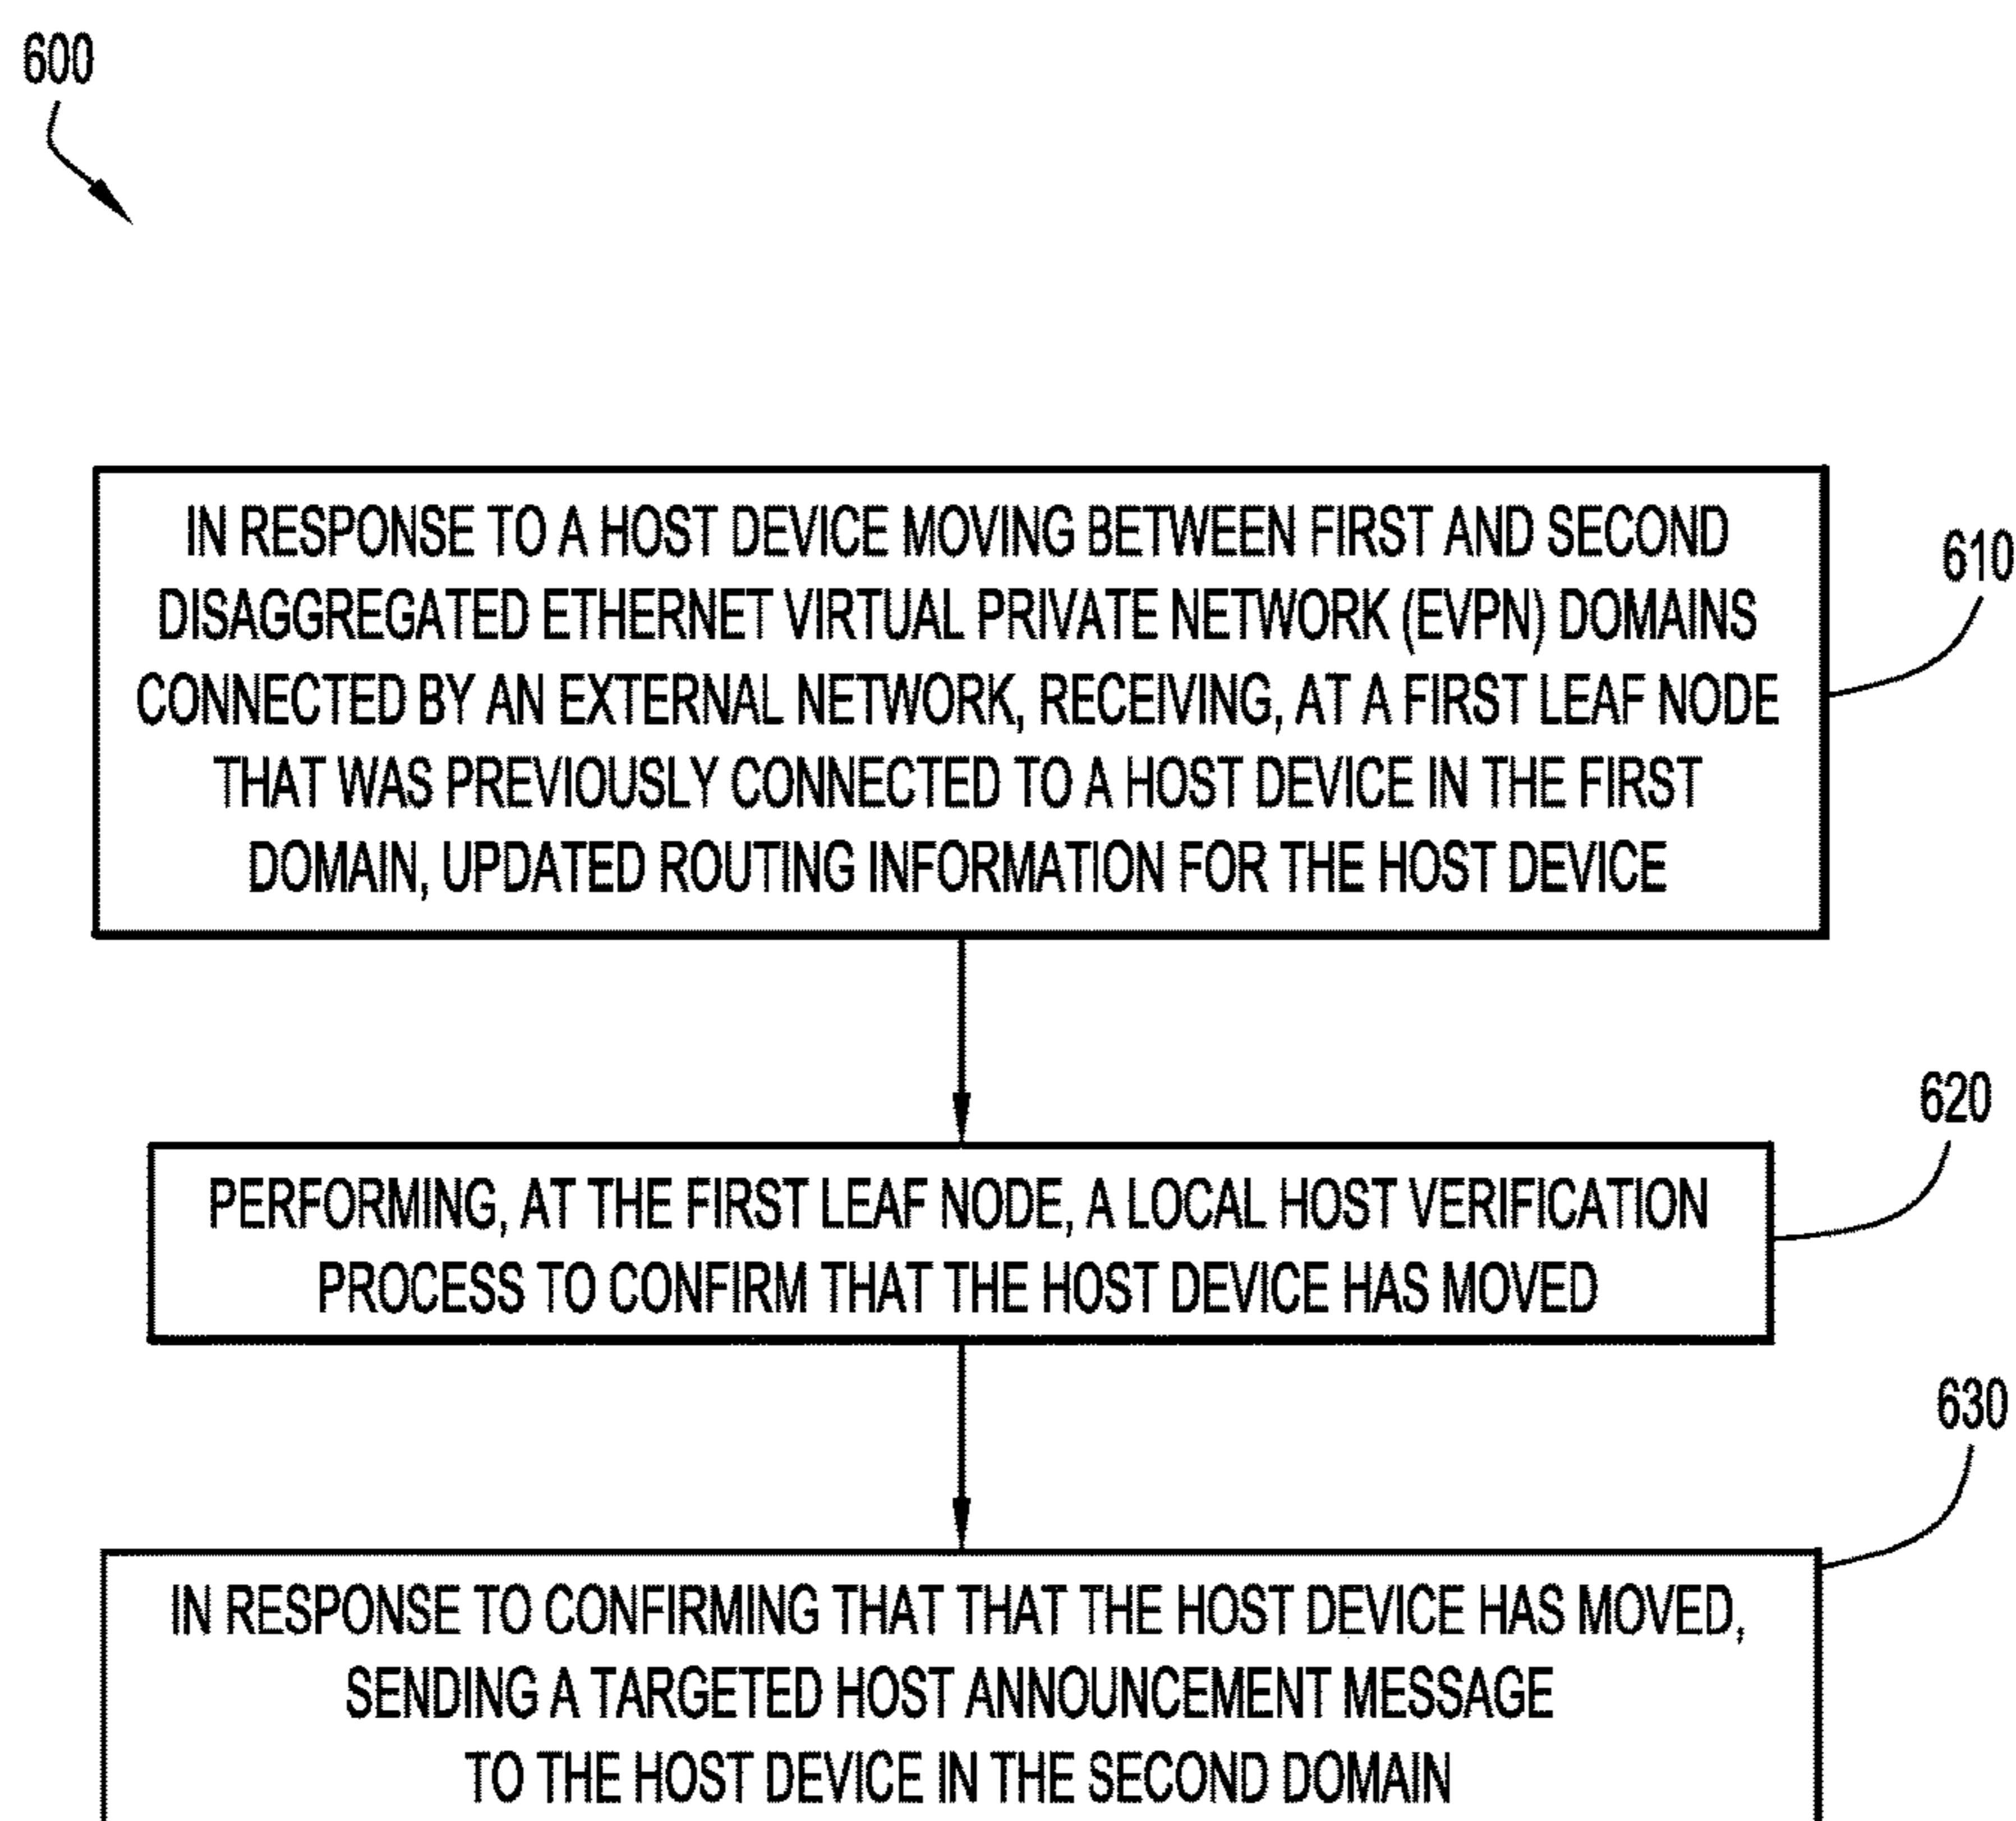 600
IN RESPONSE TO A HOST DEVICE MOVING BETWEEN FIRST AND SECOND
DISAGGREGATED ETHERNET VIRTUAL PRIVATE NETWORK (EVPN) DOMAINS
CONNECTED BY AN EXTERNAL NETWORK, RECEIVING, AT A FIRST LEAF NODE
THAT WAS PREVIOUSLY CONNECTED TO A HOST DEVICE IN THE FIRST
DOMAIN, UPDATED ROUTING INFORMATION FOR THE HOST DEVICE
610
PERFORMING, AT THE FIRST LEAF NODE, A LOCAL HOST VERIFICATION
PROCESS TO CONFIRM THAT THE HOST DEVICE HAS MOVED
620
IN RESPONSE TO CONFIRMING THAT THAT THE HOST DEVICE HAS MOVED,
SENDING A TARGETED HOST ANNOUNCEMENT MESSAGE
TO THE HOST DEVICE IN THE SECOND DOMAIN
630